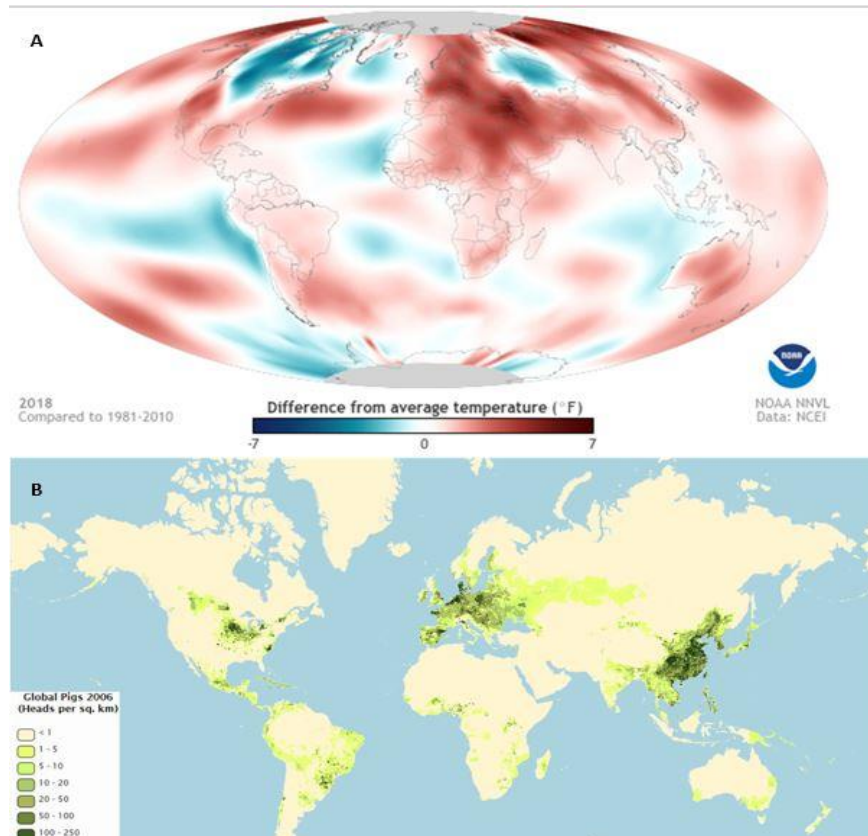 A
2018
Compared to 1981-2010
Difference from average temperature (°F)
-7 0 7
NOAA
NOAA NNVL
Data: NCEI
B
Global Pigs 2006
(Heads per sq. km)
< 1
1 - 5
5 - 10
10 - 20
20 - 50
50 - 100
100 - 250